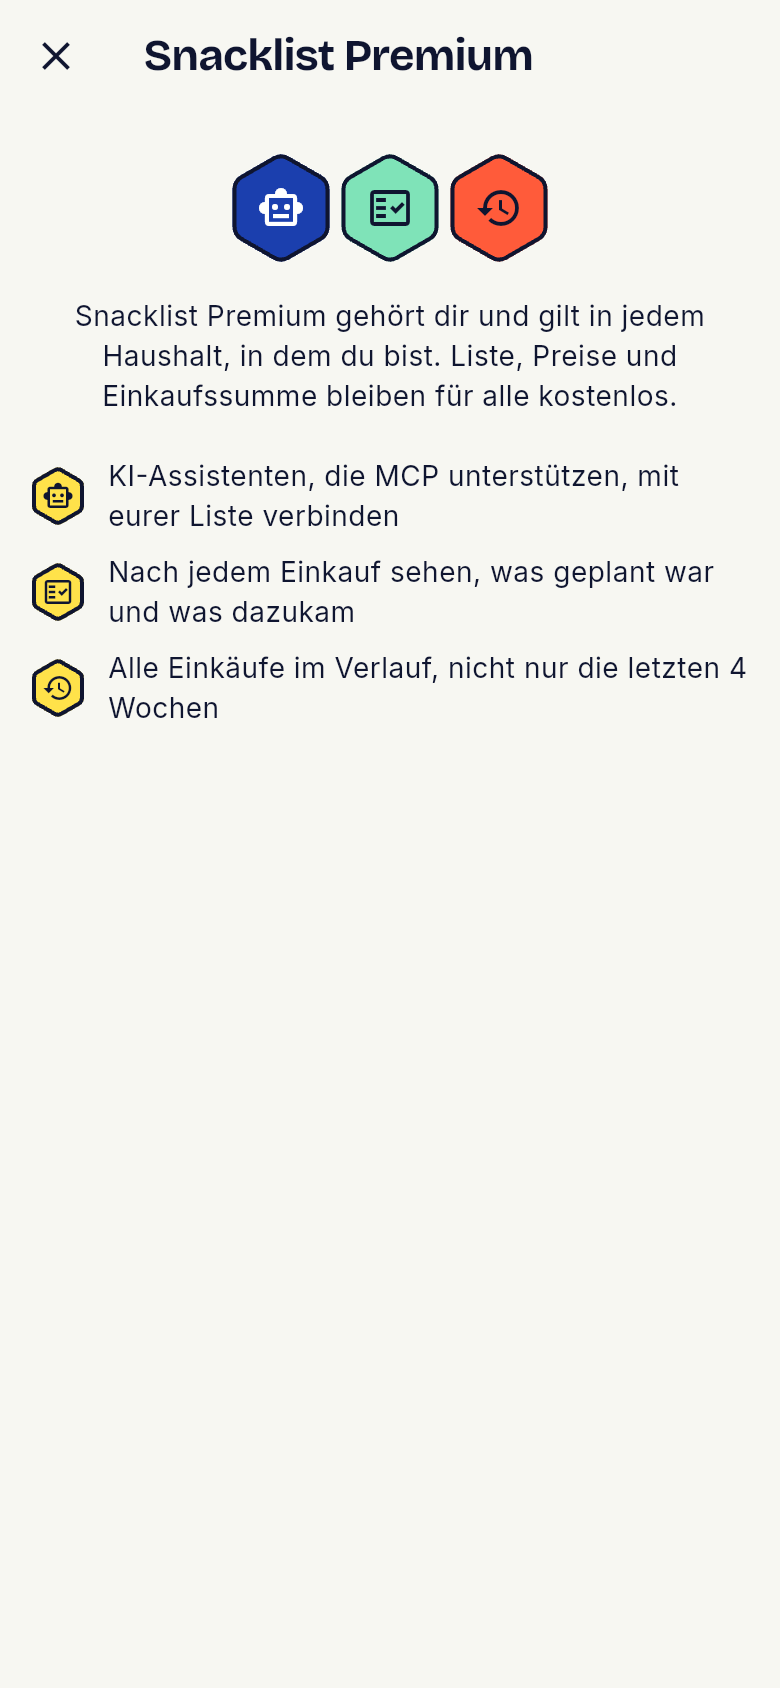 Snacklist Premium
Snacklist Premium gehört dir und gilt in jedem
Haushalt, in dem du bist. Liste, Preise und
Einkaufssumme bleiben für alle kostenlos.
KI-Assistenten, die MCP unterstützen, mit
eurer Liste verbinden
Nach jedem Einkauf sehen, was geplant war
und was dazukam
Alle Einkäufe im Verlauf, nicht nur die letzten 4
Wochen